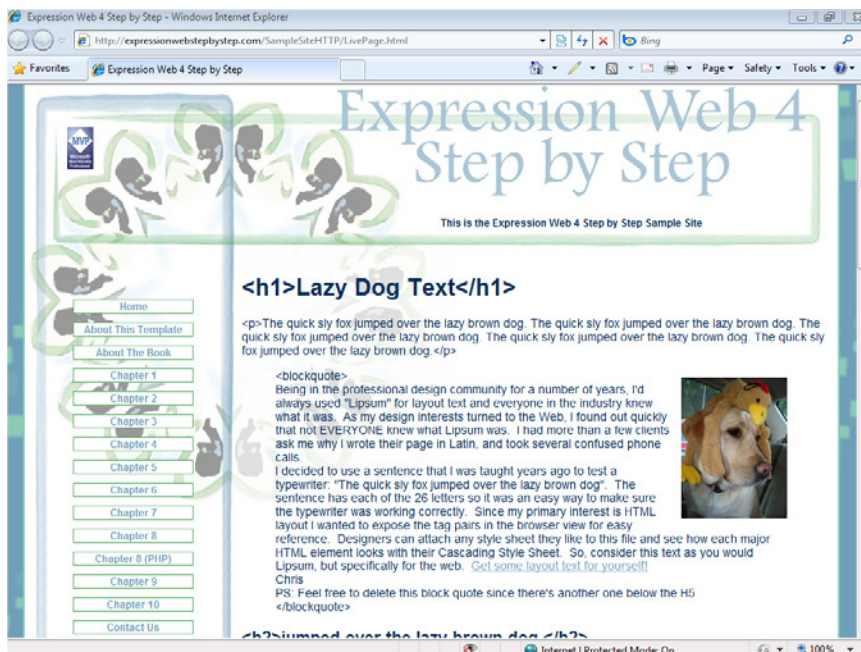 Expression Web 4 Step by Step - Windows Internet Explorer
http://expressionwebstepbystep.com/SampleSiteHTTP/LivePage.html
Bing
Favorites
Expression Web 4 Step by Step
Page
Safety
Tools
MVP
Microsoft
Most Valuable
Professional
Expression Web 4
Step by Step
This is the Expression Web 4 Step by Step Sample Site
Home
About This Template
About The Book
Chapter 1
Chapter 2
Chapter 3
Chapter 4
Chapter 5
Chapter 6
Chapter 7
Chapter 8
Chapter 8 (PHP)
Chapter 9
Chapter 10
Contact Us
<h1>Lazy Dog Text</h1>
<p>The quick sly fox jumped over the lazy brown dog. The quick sly fox jumped over the lazy brown dog. The
quick sly fox jumped over the lazy brown dog. The quick sly fox jumped over the lazy brown dog. The quick sly
fox jumped over the lazy brown dog.</p>
<blockquote>
Being in the professional design community for a number of years, I'd
always used "Lipsum" for layout text and everyone in the industry knew
what it was. As my design interests turned to the Web, I found out quickly
that not EVERYONE knew what Lipsum was. I had more than a few clients
ask me why I wrote their page in Latin, and took several confused phone
calls.
I decided to use a sentence that I was taught years ago to test a
typewriter: "The quick sly fox jumped over the lazy brown dog". The
sentence has each of the 26 letters so it was an easy way to make sure
the typewriter was working correctly. Since my primary interest is HTML
layout I wanted to expose the tag pairs in the browser view for easy
reference. Designers can attach any style sheet they like to this file and see how each major
HTML element looks with their Cascading Style Sheet. So, consider this text as you would
Lipsum, but specifically for the web. Get some layout text for yourself!
Chris
PS: Feel free to delete this block quote since there's another one below the H5
</blockquote>
<h2>jumped over the lazy brown dog.</h2>
Internet | Protected Mode: On
100%